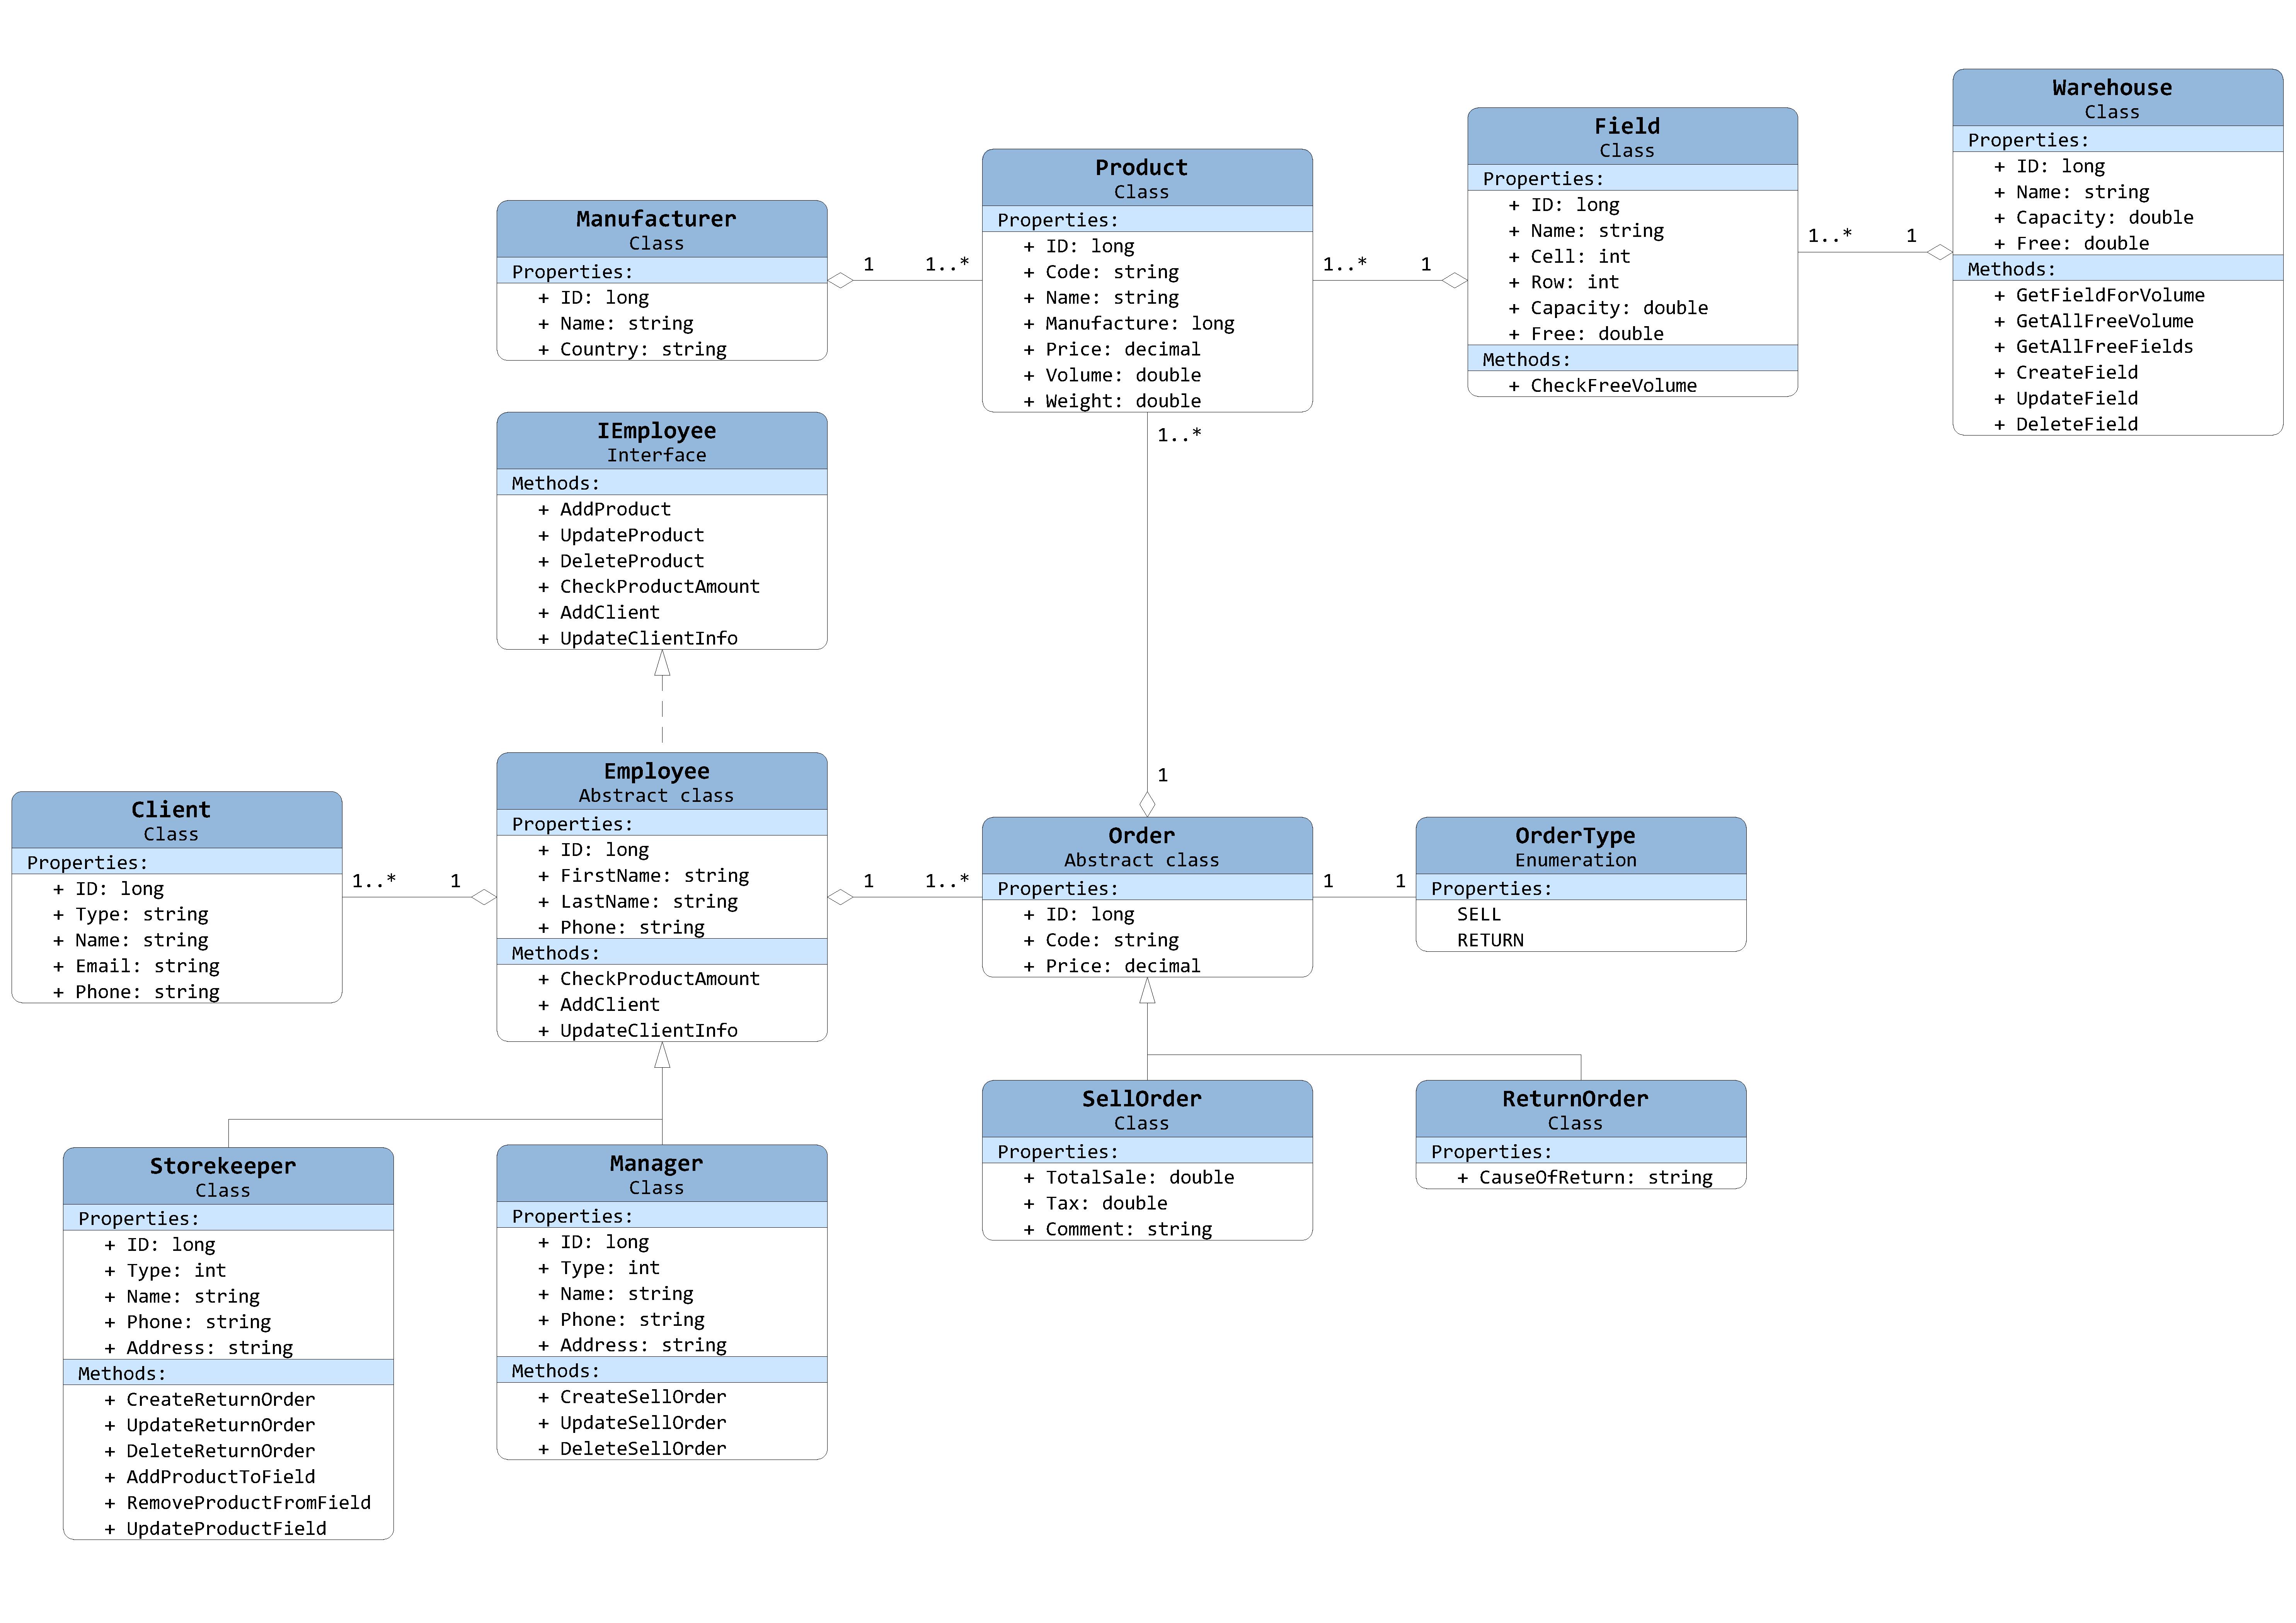 Warehouse
Class
Properties:
+ ID: long
+ Name: string
+ Capacity: double
+ Free: double
Methods:
+ GetFieldForVolume
+ GetAllFreeVolume
+ GetAllFreeFields
+ CreateField
+ UpdateField
+ DeleteField
1..* 1
Field
Class
Properties:
+ ID: long
+ Name: string
+ Cell: int
+ Row: int
+ Capacity: double
+ Free: double
Methods:
+ CheckFreeVolume
1..* 1
Product
Class
Properties:
+ ID: long
+ Code: string
+ Name: string
+ Manufacture: long
+ Price: decimal
+ Volume: double
+ Weight: double
1 1..*
Manufacturer
Class
Properties:
+ ID: long
+ Name: string
+ Country: string
IEmployee
Interface
Methods:
+ AddProduct
+ UpdateProduct
+ DeleteProduct
+ CheckProductAmount
+ AddClient
+ UpdateClientInfo
1..*
1
Client
Class
Properties:
+ ID: long
+ Type: string
+ Name: string
+ Email: string
+ Phone: string
1..* 1
Employee
Abstract class
Properties:
+ ID: long
+ FirstName: string
+ LastName: string
+ Phone: string
Methods:
+ CheckProductAmount
+ AddClient
+ UpdateClientInfo
1 1..*
Order
Abstract class
Properties:
+ ID: long
+ Code: string
+ Price: decimal
1 1
OrderType
Enumeration
Properties:
SELL
RETURN
Storekeeper
Class
Properties:
+ ID: long
+ Type: int
+ Name: string
+ Phone: string
+ Address: string
Methods:
+ CreateReturnOrder
+ UpdateReturnOrder
+ DeleteReturnOrder
+ AddProductToField
+ RemoveProductFromField
+ UpdateProductField
Manager
Class
Properties:
+ ID: long
+ Type: int
+ Name: string
+ Phone: string
+ Address: string
Methods:
+ CreateSellOrder
+ UpdateSellOrder
+ DeleteSellOrder
SellOrder
Class
Properties:
+ TotalSale: double
+ Tax: double
+ Comment: string
ReturnOrder
Class
Properties:
+ CauseOfReturn: string